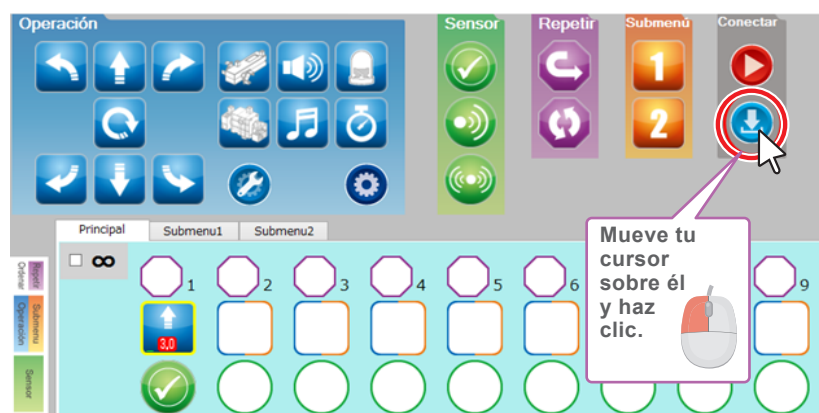 Operación
Sensor
Repetir
Submenú
Conectar
1
2
Principal
Submenu1
Submenu2
∞
1
2
3
4
5
6
9
3,0
Repetir
Ordenar
Submenu
Operación
Sensor
Mueve tu
cursor
sobre él
y haz
clic.